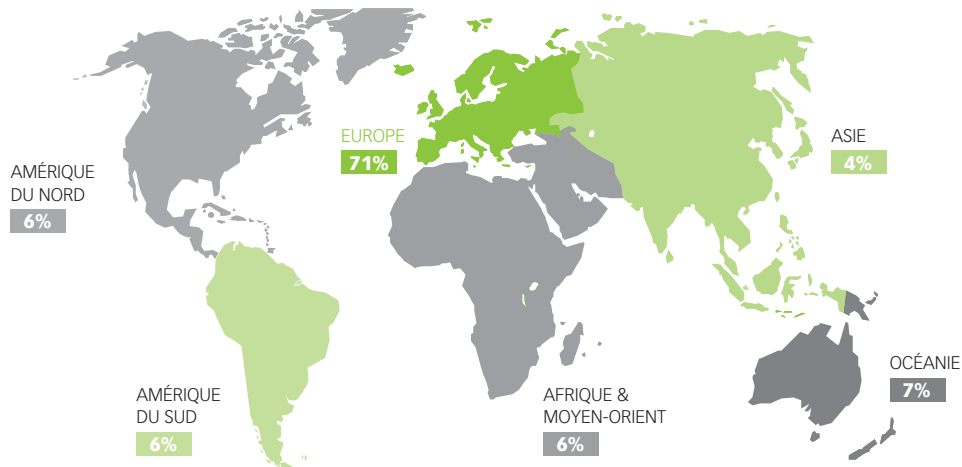 EUROPE
71%
ASIE
4%
AMÉRIQUE
DU NORD
6%
OCÉANIE
7%
AMÉRIQUE
DU SUD
6%
AFRIQUE &
MOYEN-ORIENT
6%